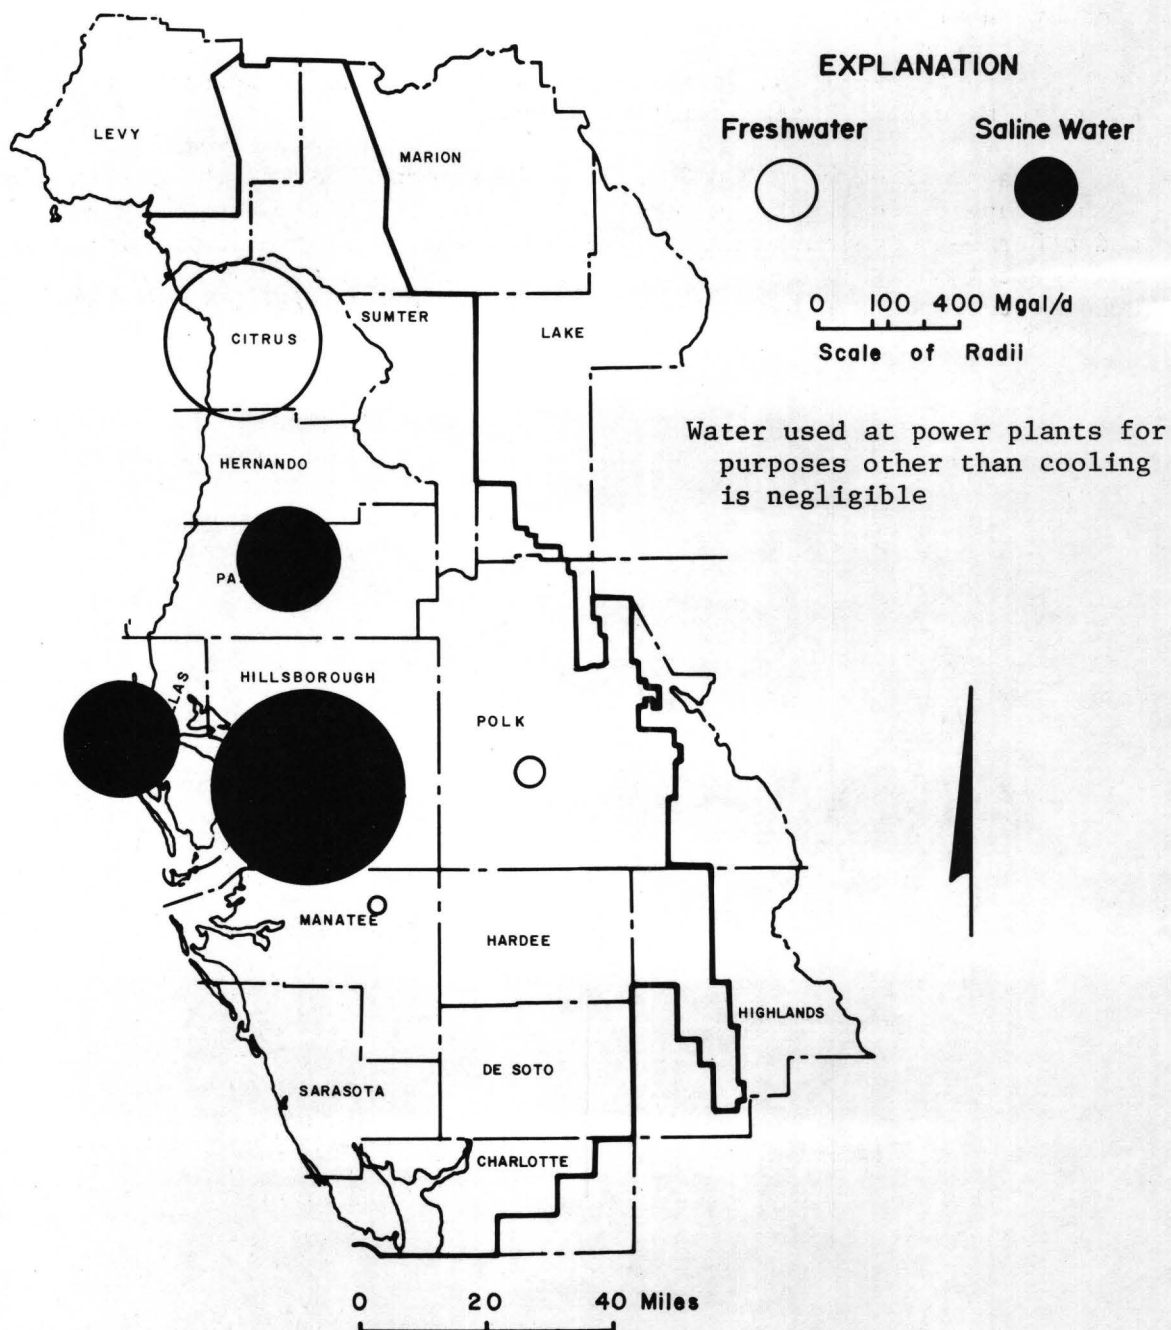 EXPLANATION
Freshwater Saline Water
0 100 400 Mgal/d
Scale of Radii
Water used at power plants for
purposes other than cooling
is negligible
LEVY
MARION
SUMTER
LAKE
CITRUS
HERNANDO
PA
LAS
HILLSBOROUGH
POLK
MANATEE
HARDEE
HIGHLANDS
DE SOTO
SARASOTA
CHARLOTTE
0 20 40 Miles